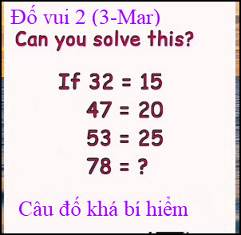 Đố vui 2 (3-Mar)
Can you solve this?
If 32 = 15
47 = 20
53 = 25
78 = ?
Câu đố khá bí hiểm